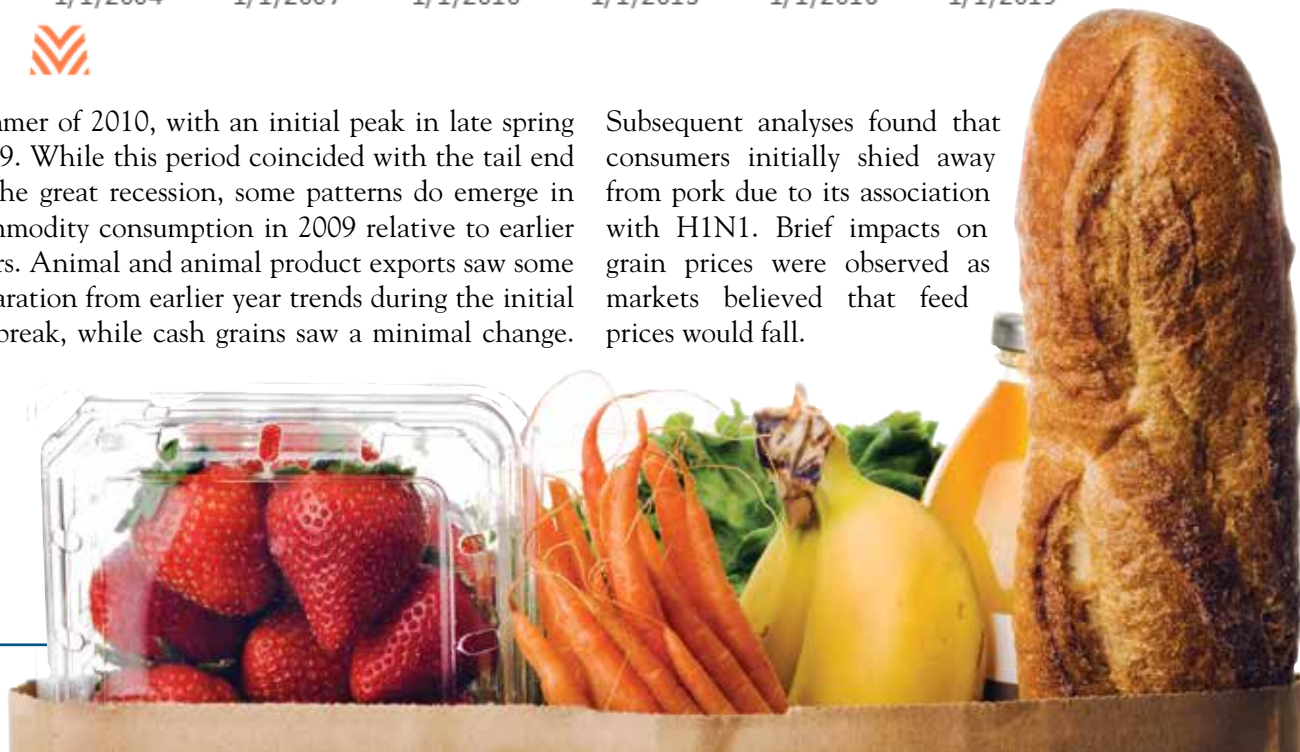 mer of 2010, with an initial peak in late spring
9. While this period coincided with the tail end
he great recession, some patterns do emerge in
modity consumption in 2009 relative to earlier
rs. Animal and animal product exports saw some
aration from earlier year trends during the initial
break, while cash grains saw a minimal change.
Subsequent analyses found that
consumers initially shied away
from pork due to its association
with H1N1. Brief impacts on
grain prices were observed as
markets believed that feed
prices would fall.